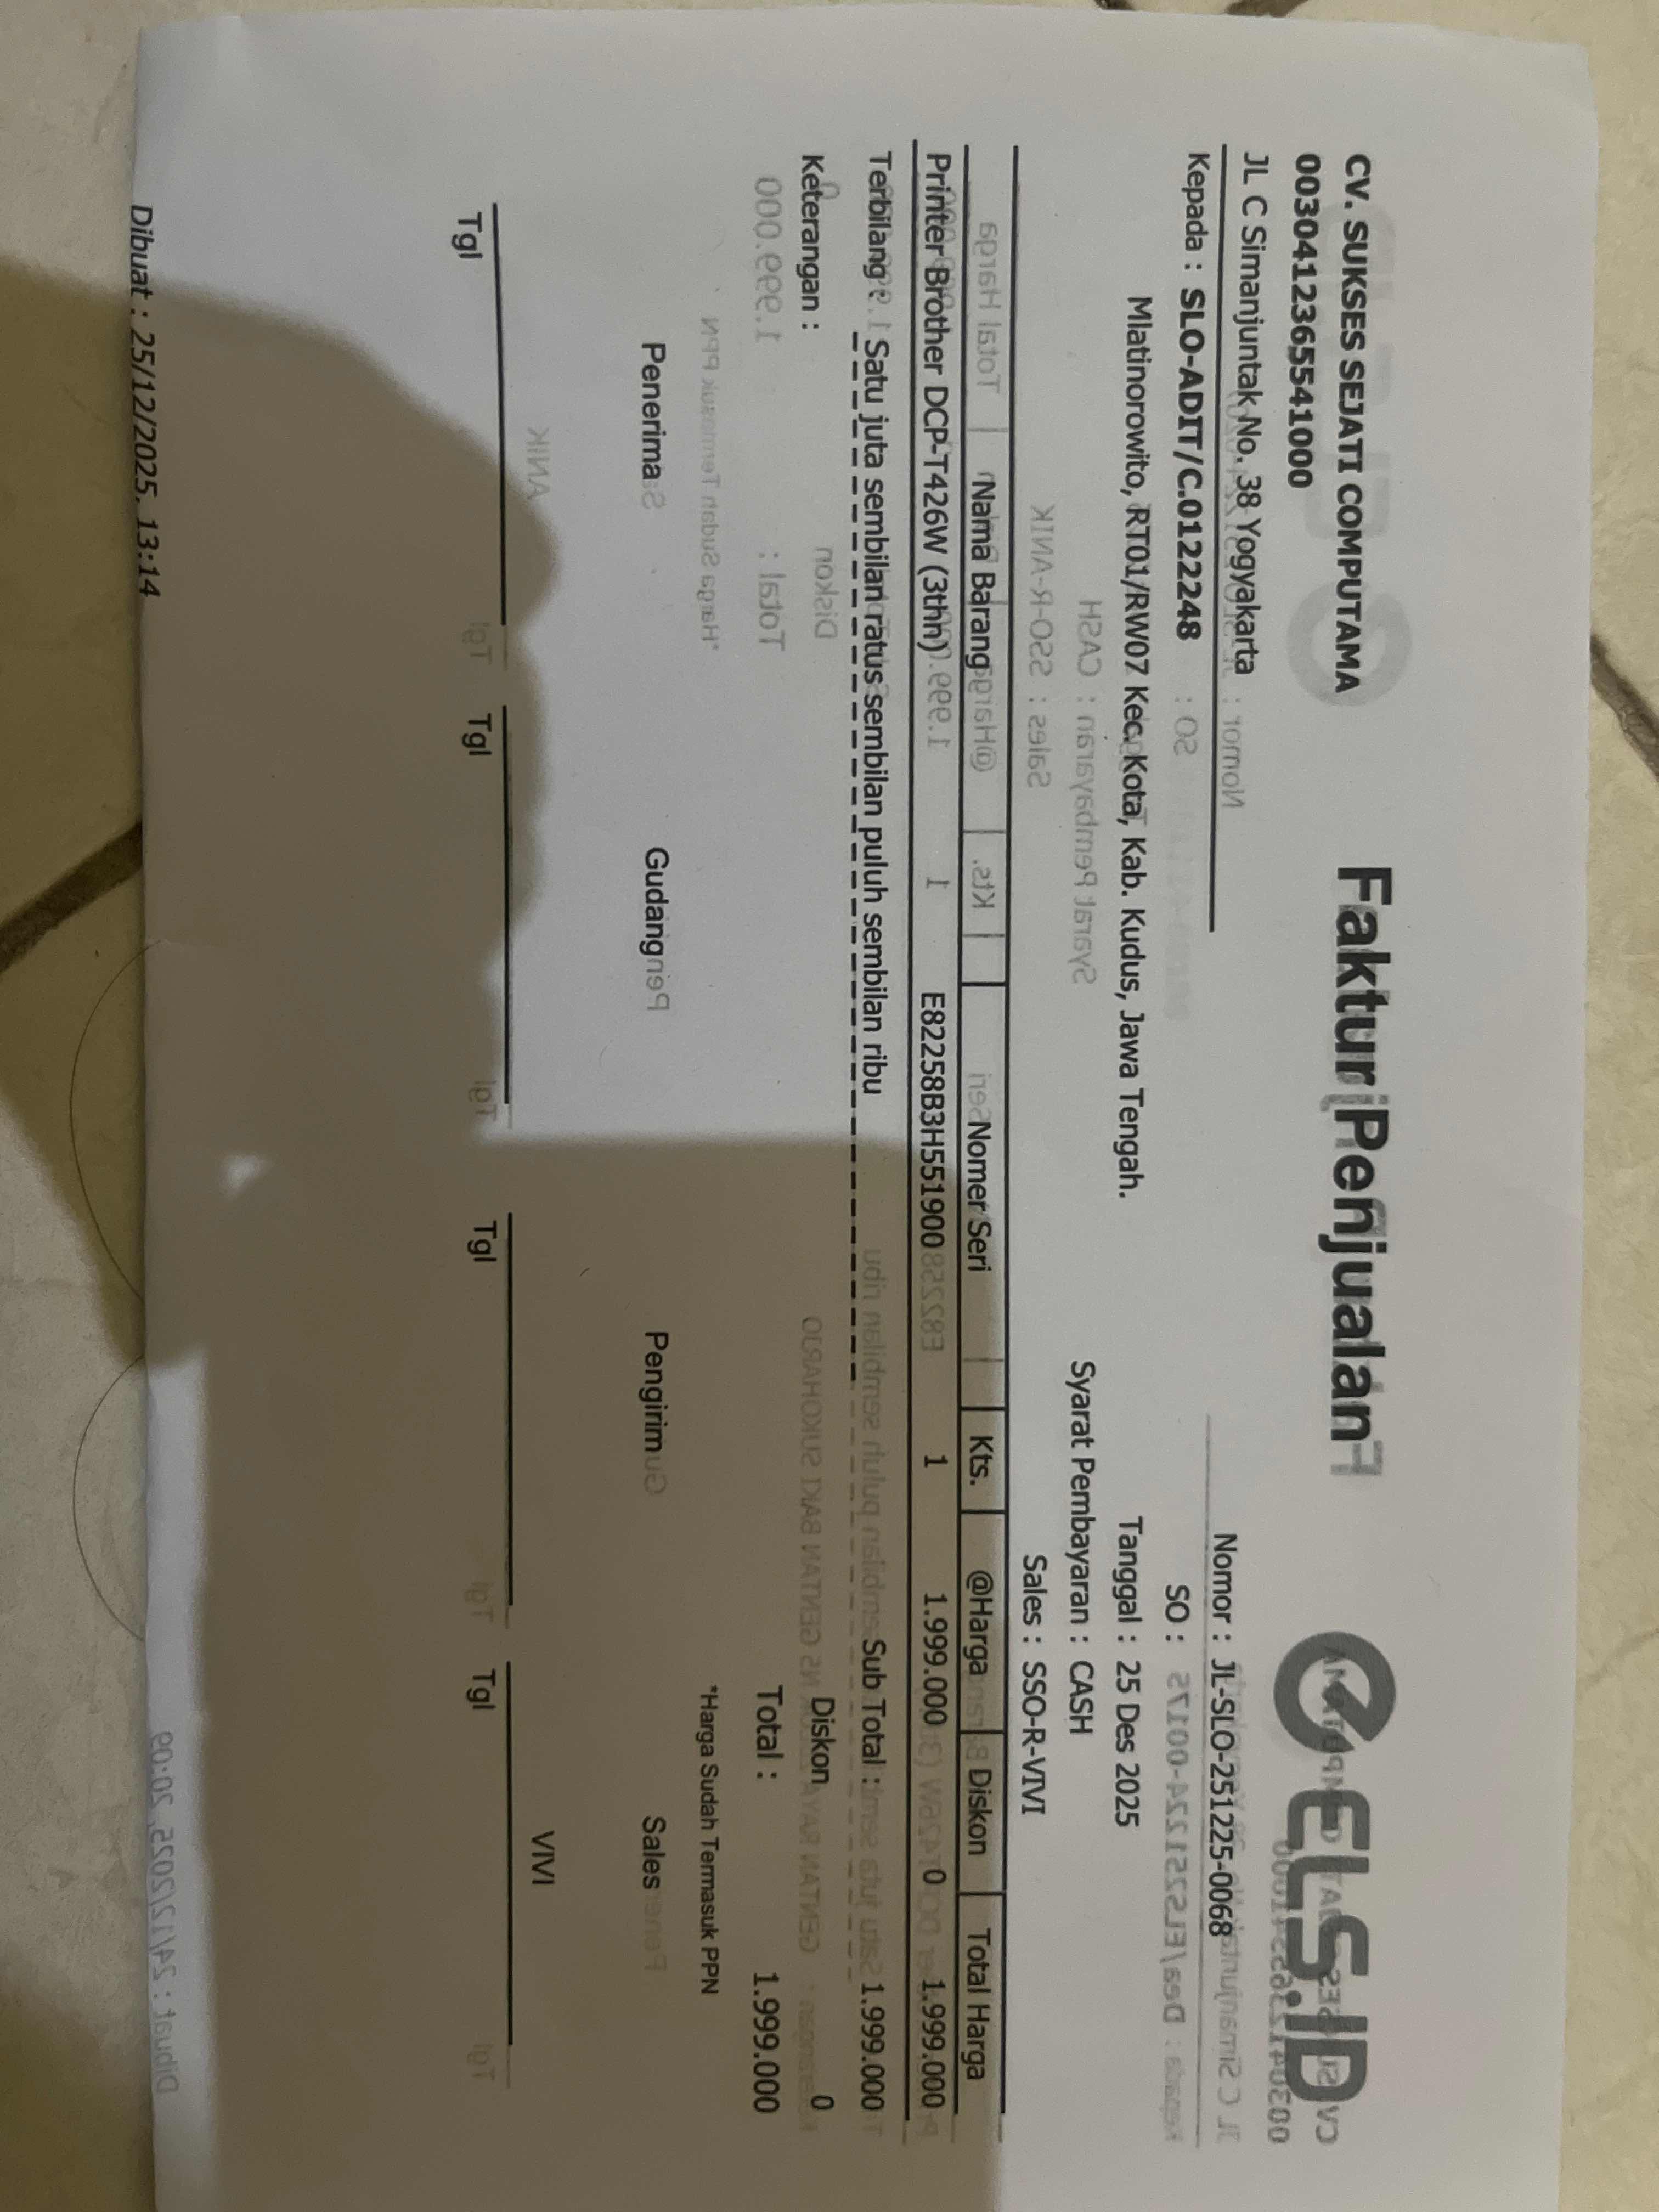 CV. SUKSES SEJATI COMPUTAMA
0030412365541000
JL C Simanjuntak No. 38 Yogyakarta
Faktur Penjualan
eELS.ID
Kepada : SLO-ADIT/C.0122248
Mlatinorowito, RT01/RW07 Kec. Kota, Kab. Kudus, Jawa Tengah.
Nomor : JL-SLO-251225-0068
SO :
Tanggal : 25 Des 2025
Syarat Pembayaran : CASH
Sales : SSO-R-VIVI
Nama Barang Nomer Seri Kts. @Harga Diskon Total Harga
Printer Brother DCP-T426W (3thn) E82258B3H551900 1 1.999.000 0 1.999.000
Terbilang : Satu juta sembilan ratus sembilan puluh sembilan ribu
Sub Total : 1.999.000
Keterangan :
Diskon 0
Total : 1.999.000
*Harga Sudah Termasuk PPN
Penerima Gudang Pengirim Sales
VIVI
Tgl Tgl Tgl Tgl
Dibuat : 25/12/2025, 13:14